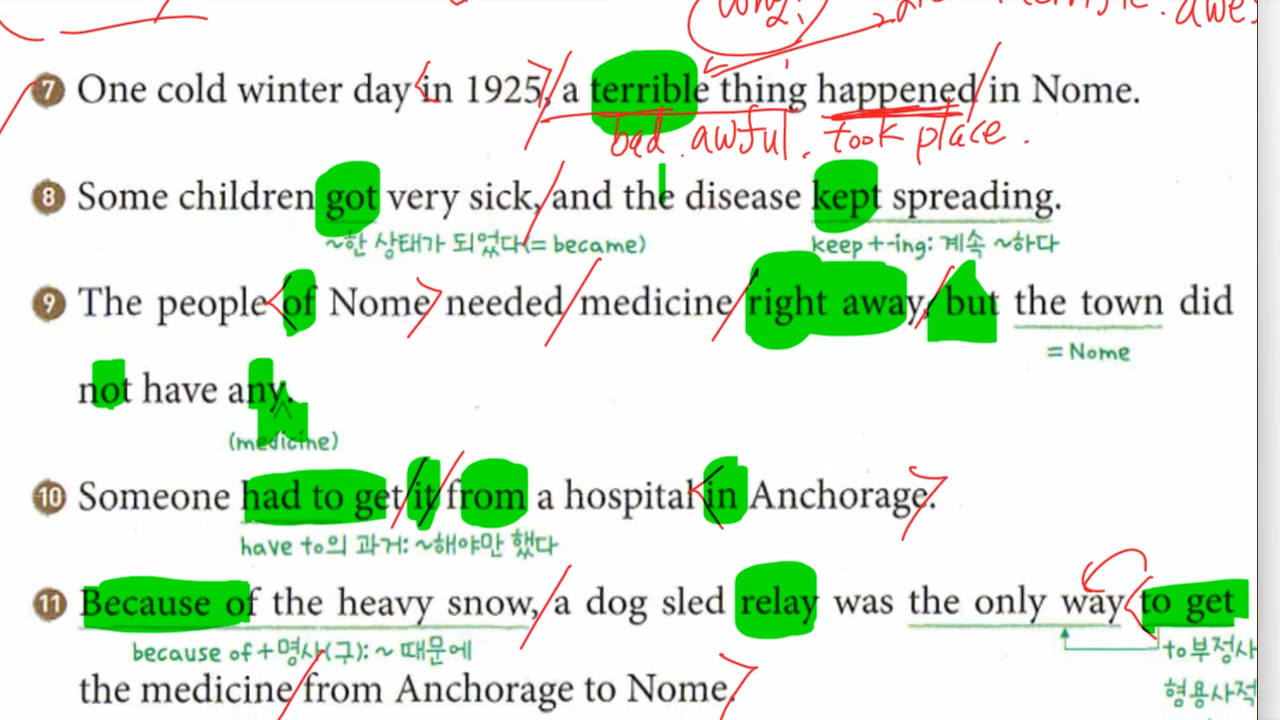 ⑦ One cold winter day in 1925, a terrible thing happened in Nome.
bad. awful. took place.
⑧ Some children got very sick, and the disease kept spreading.
~한 상태가 되었다(= became) keep +-ing: 계속 ~하다
⑨ The people of Nome needed medicine right away, but the town did
= Nome
not have any.
(medicine)
⑩ Someone had to get it from a hospital in Anchorage.
have to의 과거: ~해야만 했다
⑪ Because of the heavy snow, a dog sled relay was the only way to get
because of + 명사(구): ~ 때문에 to부정사
the medicine from Anchorage to Nome.
형용사적